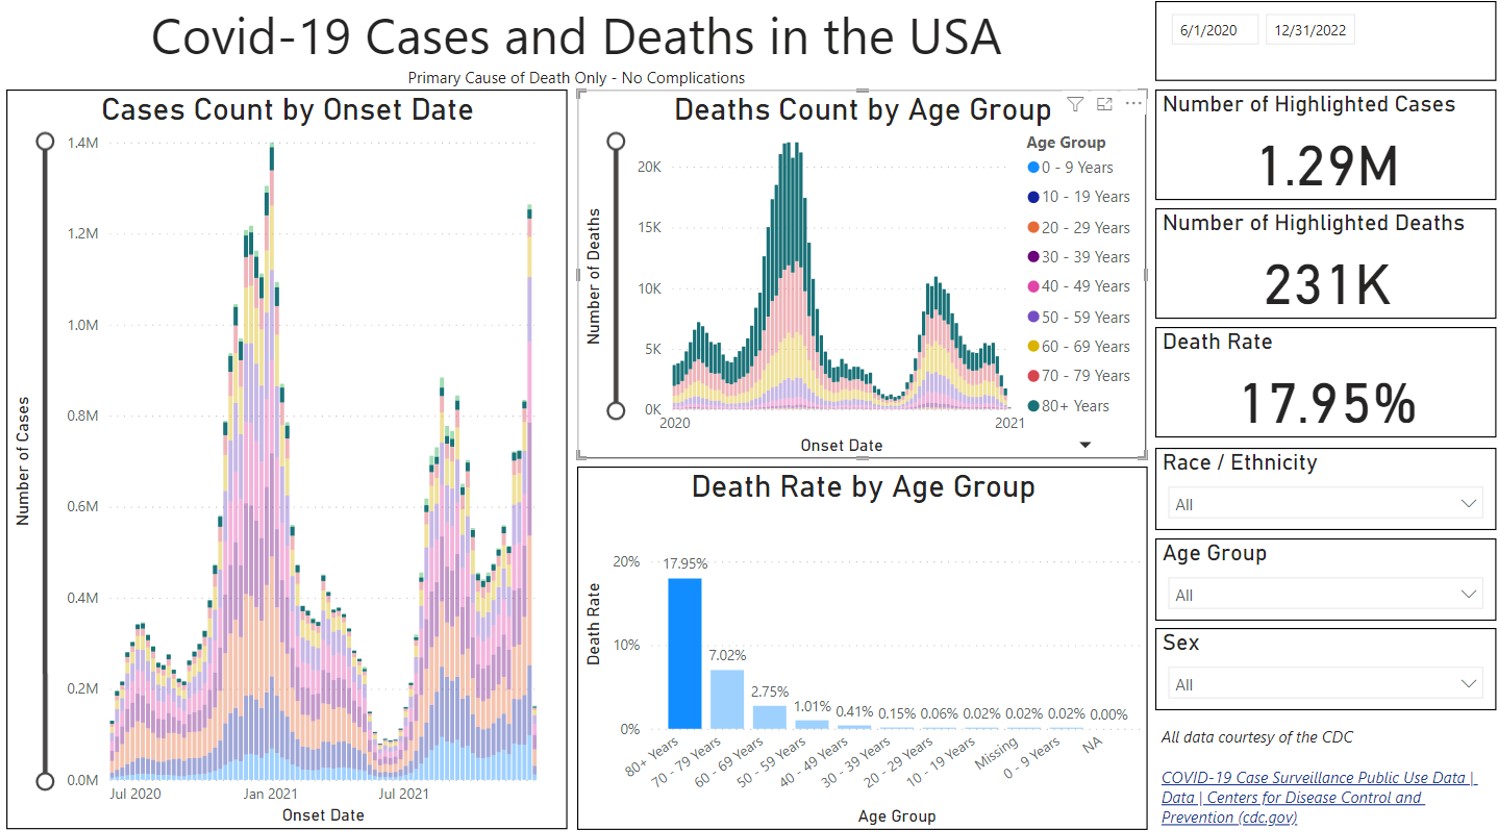 Covid-19 Cases and Deaths in the USA
Primary Cause of Death Only - No Complications
6/1/2020 12/31/2022
Cases Count by Onset Date
Number of Cases
1.4M
1.2M
1.0M
0.8M
0.6M
0.4M
0.2M
0.0M
Jul 2020 Jan 2021 Jul 2021
Onset Date
Deaths Count by Age Group
Number of Deaths
20K
15K
10K
5K
0K
2020 2021
Onset Date
Age Group
0 - 9 Years
10 - 19 Years
20 - 29 Years
30 - 39 Years
40 - 49 Years
50 - 59 Years
60 - 69 Years
70 - 79 Years
80+ Years
Death Rate by Age Group
Death Rate
20%
10%
0%
17.95%
7.02%
2.75%
1.01%
0.41%
0.15%
0.06%
0.02%
0.02%
0.02%
0.00%
80+ Years
70 - 79 Years
60 - 69 Years
50 - 59 Years
40 - 49 Years
30 - 39 Years
20 - 29 Years
10 - 19 Years
Missing
0 - 9 Years
NA
Age Group
Number of Highlighted Cases
1.29M
Number of Highlighted Deaths
231K
Death Rate
17.95%
Race / Ethnicity
All
Age Group
All
Sex
All
All data courtesy of the CDC
COVID-19 Case Surveillance Public Use Data |
Data | Centers for Disease Control and
Prevention (cdc.gov)